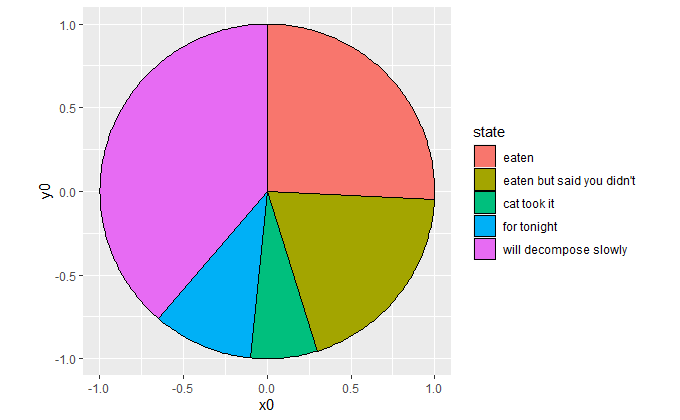 1.0
0.5
0.0
-0.5
-1.0
y0
-1.0 -0.5 0.0 0.5 1.0
x0
state
eaten
eaten but said you didn't
cat took it
for tonight
will decompose slowly